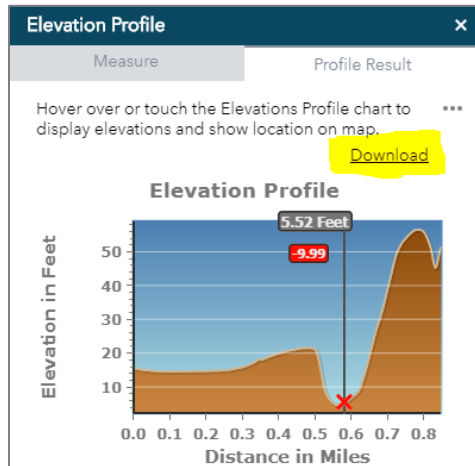 Elevation Profile ×
Measure Profile Result
Hover over or touch the Elevations Profile chart to
display elevations and show location on map.
Download
Elevation Profile
5.52 Feet
-9.99
Elevation in Feet
50
40
30
20
10
0.0 0.1 0.2 0.3 0.4 0.5 0.6 0.7 0.8
Distance in Miles